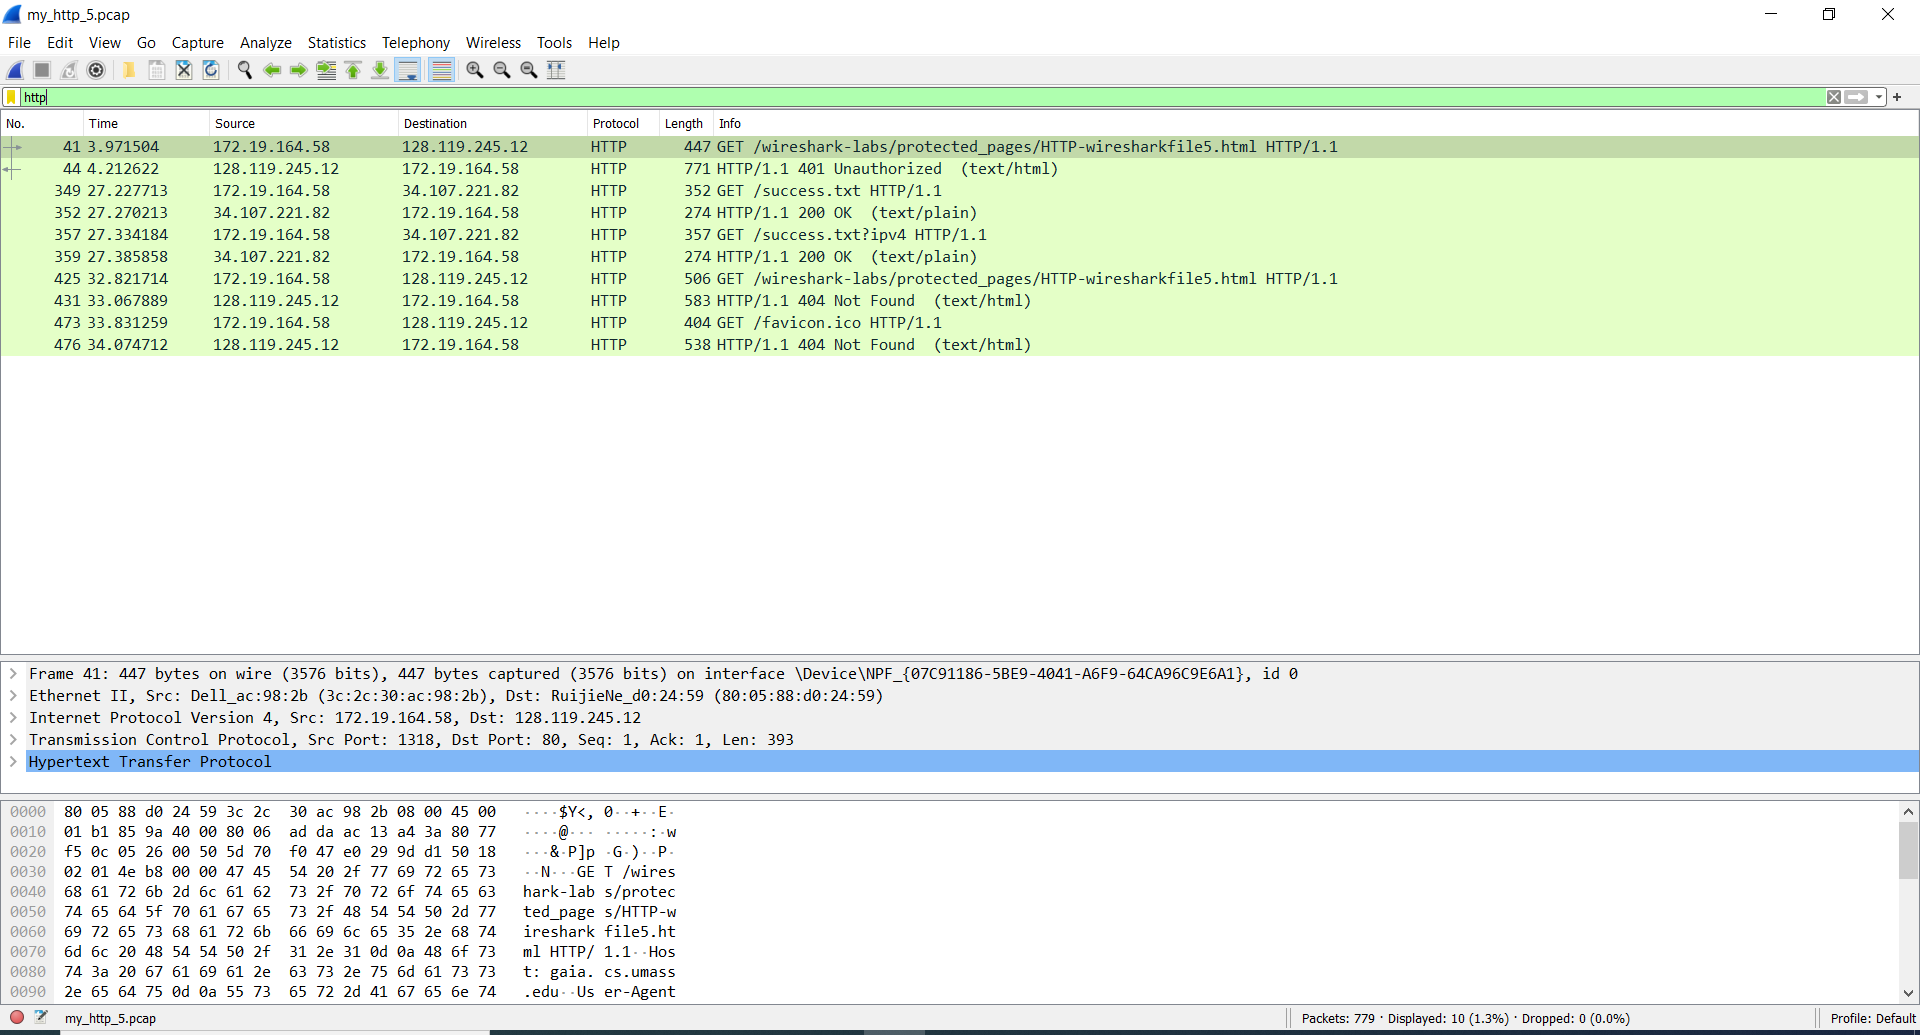 my_http_5.pcap
File Edit View Go Capture Analyze Statistics Telephony Wireless Tools Help
http
No. Time Source Destination Protocol Length Info
41 3.971504 172.19.164.58 128.119.245.12 HTTP 447 GET /wireshark-labs/protected_pages/HTTP-wiresharkfile5.html HTTP/1.1
44 4.212622 128.119.245.12 172.19.164.58 HTTP 771 HTTP/1.1 401 Unauthorized (text/html)
349 27.227713 172.19.164.58 34.107.221.82 HTTP 352 GET /success.txt HTTP/1.1
352 27.270213 34.107.221.82 172.19.164.58 HTTP 274 HTTP/1.1 200 OK (text/plain)
357 27.334184 172.19.164.58 34.107.221.82 HTTP 357 GET /success.txt?ipv4 HTTP/1.1
359 27.385858 34.107.221.82 172.19.164.58 HTTP 274 HTTP/1.1 200 OK (text/plain)
425 32.821714 172.19.164.58 128.119.245.12 HTTP 506 GET /wireshark-labs/protected_pages/HTTP-wiresharkfile5.html HTTP/1.1
431 33.067889 128.119.245.12 172.19.164.58 HTTP 583 HTTP/1.1 404 Not Found (text/html)
473 33.831259 172.19.164.58 128.119.245.12 HTTP 404 GET /favicon.ico HTTP/1.1
476 34.074712 128.119.245.12 172.19.164.58 HTTP 538 HTTP/1.1 404 Not Found (text/html)
Frame 41: 447 bytes on wire (3576 bits), 447 bytes captured (3576 bits) on interface \Device\NPF_{07C91186-5BE9-4041-A6F9-64CA96C9E6A1}, id 0
Ethernet II, Src: Dell_ac:98:2b (3c:2c:30:ac:98:2b), Dst: RuijieNe_d0:24:59 (80:05:88:d0:24:59)
Internet Protocol Version 4, Src: 172.19.164.58, Dst: 128.119.245.12
Transmission Control Protocol, Src Port: 1318, Dst Port: 80, Seq: 1, Ack: 1, Len: 393
Hypertext Transfer Protocol
0000 80 05 88 d0 24 59 3c 2c 30 ac 98 2b 08 00 45 00 ····$Y<, 0··+··E·
0010 01 b1 85 9a 40 00 80 06 ad da ac 13 a4 3a 80 77 ····@··· ·····:·w
0020 f5 0c 05 26 00 50 5d 70 f0 47 e0 29 9d d1 50 18 ···&·P]p ·G·)··P·
0030 02 01 4e b8 00 00 47 45 54 20 2f 77 69 72 65 73 ··N···GE T /wires
0040 68 61 72 6b 2d 6c 61 62 73 2f 70 72 6f 74 65 63 hark-lab s/protec
0050 74 65 64 5f 70 61 67 65 73 2f 48 54 54 50 2d 77 ted_page s/HTTP-w
0060 69 72 65 73 68 61 72 6b 66 69 6c 65 35 2e 68 74 ireshark file5.ht
0070 6d 6c 20 48 54 54 50 2f 31 2e 31 0d 0a 48 6f 73 ml HTTP/ 1.1··Hos
0080 74 3a 20 67 61 69 61 2e 63 73 2e 75 6d 61 73 73 t: gaia. cs.umass
0090 2e 65 64 75 0d 0a 55 73 65 72 2d 41 67 65 6e 74 .edu··Us er-Agent
my_http_5.pcap Packets: 779 · Displayed: 10 (1.3%) · Dropped: 0 (0.0%) Profile: Default